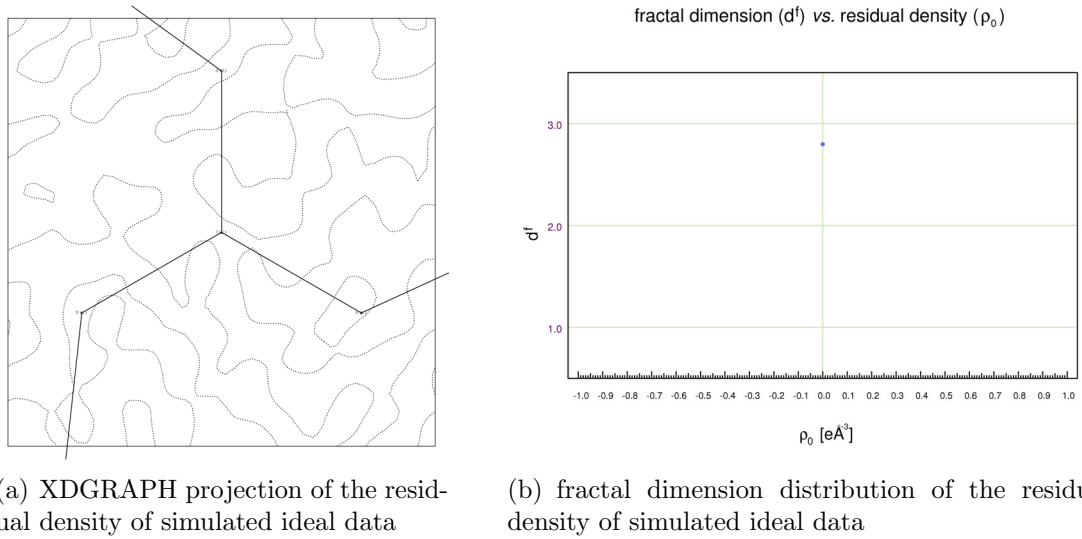 fractal dimension (dᶠ) vs. residual density (ρ₀)
3.0
2.0
1.0
dᶠ
-1.0 -0.9 -0.8 -0.7 -0.6 -0.5 -0.4 -0.3 -0.2 -0.1 0.0 0.1 0.2 0.3 0.4 0.5 0.6 0.7 0.8 0.9 1.0
ρ₀ [eÅ⁻³]
a) XDGRAPH projection of the resid-
ual density of simulated ideal data
(b) fractal dimension distribution of the residu
density of simulated ideal data